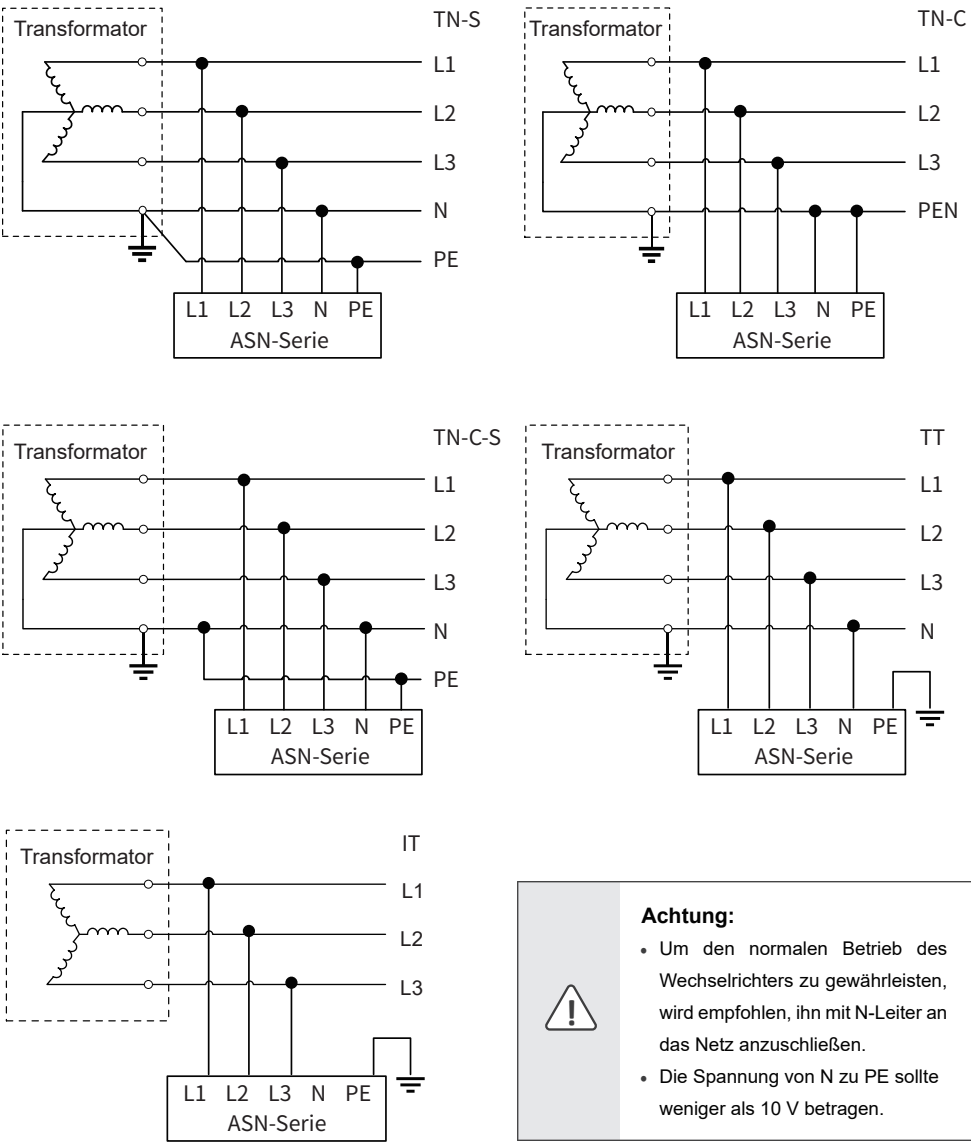 TN-S
Transformator
L1
L2
L3
N
PE
L1 L2 L3 N PE
ASN-Serie
TN-C
Transformator
L1
L2
L3
PEN
L1 L2 L3 N PE
ASN-Serie
TN-C-S
Transformator
L1
L2
L3
N
PE
L1 L2 L3 N PE
ASN-Serie
TT
Transformator
L1
L2
L3
N
L1 L2 L3 N PE
ASN-Serie
IT
Transformator
L1
L2
L3
L1 L2 L3 N PE
ASN-Serie
Achtung:
• Um den normalen Betrieb des
Wechselrichters zu gewährleisten,
wird empfohlen, ihn mit N-Leiter an
das Netz anzuschließen.
• Die Spannung von N zu PE sollte
weniger als 10 V betragen.